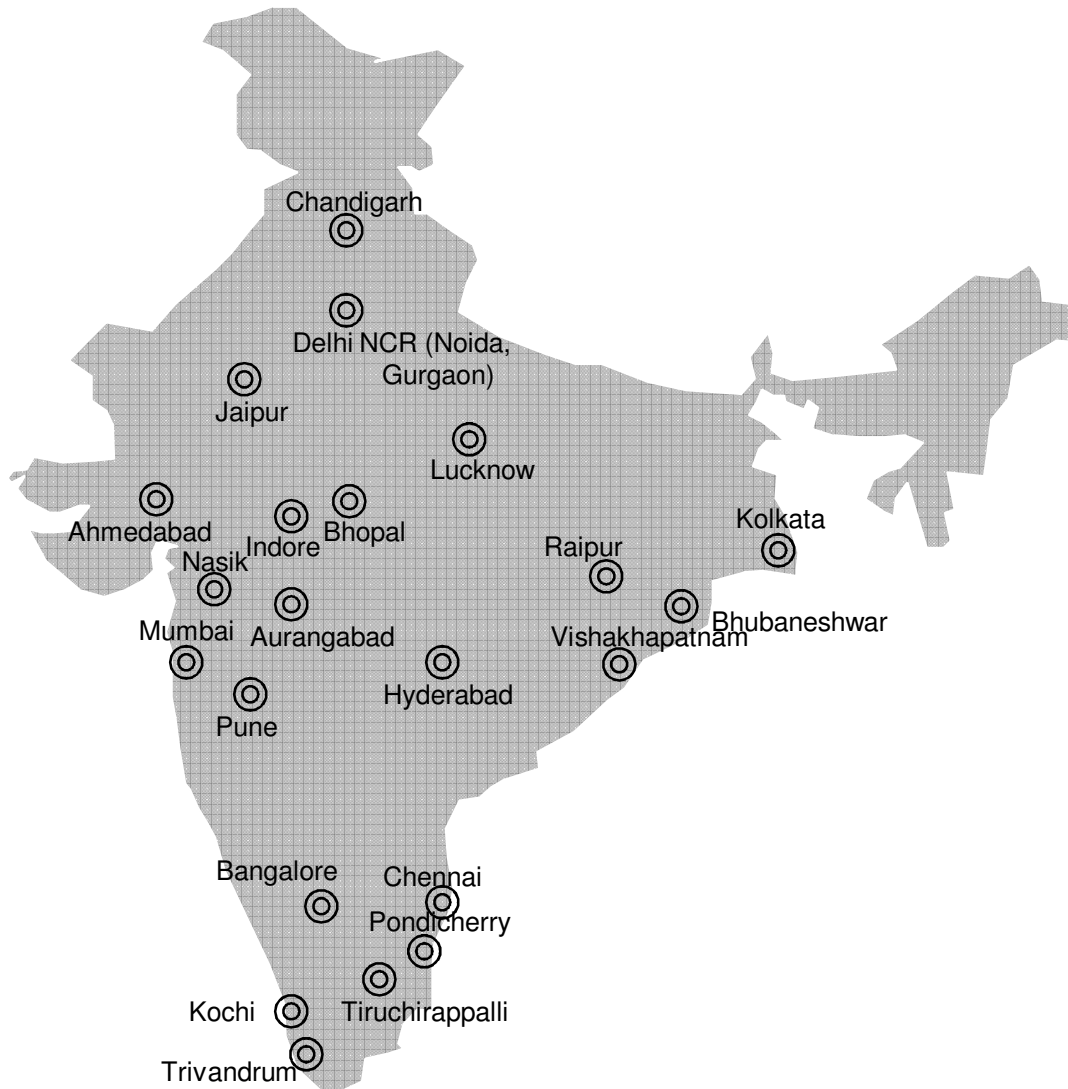 Chandigarh
Delhi NCR (Noida,
Gurgaon)
Jaipur
Lucknow
Ahmedabad
Indore
Bhopal
Kolkata
Nasik
Raipur
Mumbai
Aurangabad
Bhubaneshwar
Vishakhapatnam
Hyderabad
Pune
Bangalore
Chennai
Pondicherry
Kochi
Tiruchirappalli
Trivandrum